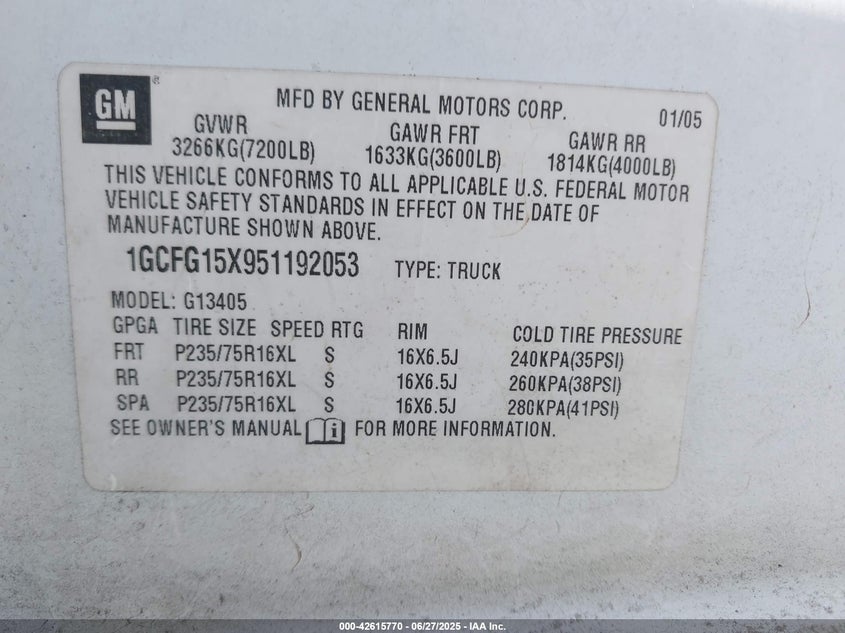 GM®
MFD BY GENERAL MOTORS CORP. 01/05
GVWR GAWR FRT GAWR RR
3266KG(7200LB) 1633KG(3600LB) 1814KG(4000LB)
THIS VEHICLE CONFORMS TO ALL APPLICABLE U.S. FEDERAL MOTOR
VEHICLE SAFETY STANDARDS IN EFFECT ON THE DATE OF
MANUFACTURE SHOWN ABOVE.
1GCFG15X951192053 TYPE: TRUCK
MODEL: G13405
GPGA TIRE SIZE SPEED RTG RIM COLD TIRE PRESSURE
FRT P235/75R16XL S 16X6.5J 240KPA(35PSI)
RR P235/75R16XL S 16X6.5J 260KPA(38PSI)
SPA P235/75R16XL S 16X6.5J 280KPA(41PSI)
SEE OWNER'S MANUAL i FOR MORE INFORMATION.
000-42615770 - 06/27/2025 - IAA Inc.